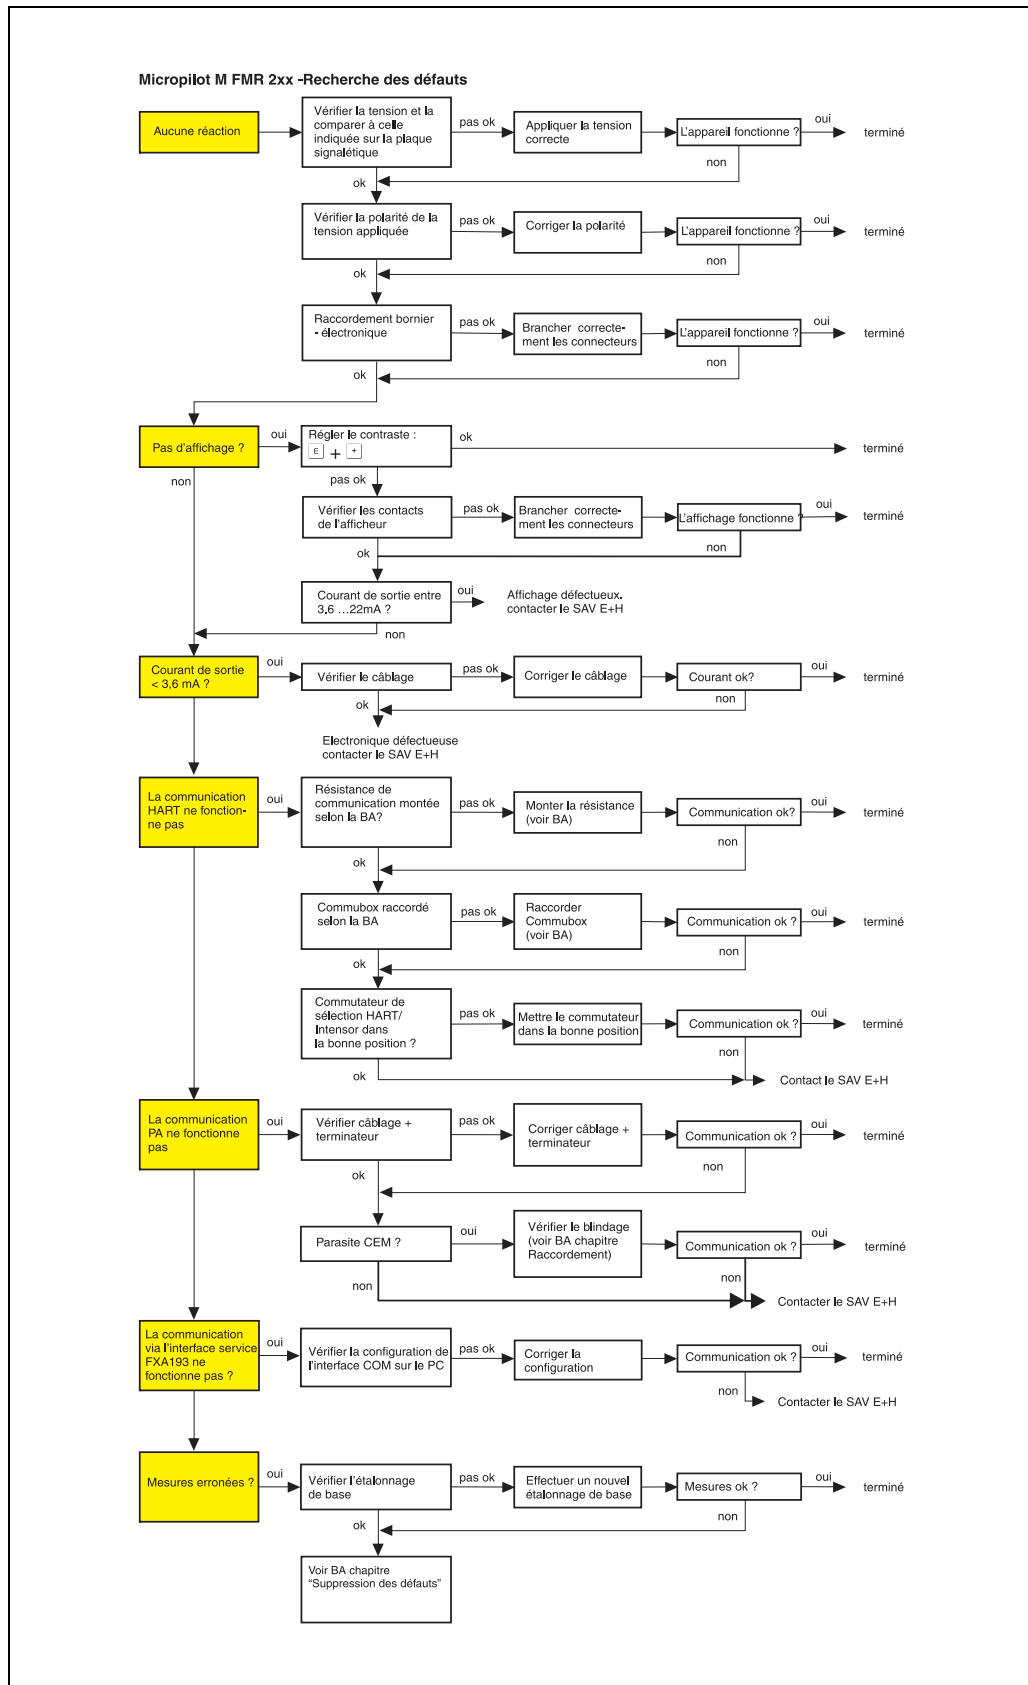 Micropilot M FMR 2xx -Recherche des défauts
Aucune réaction
Vérifier la tension et la
comparer à celle
indiquée sur la plaque
signalétique
pas ok
Appliquer la tension
correcte
L'appareil fonctionne ?
oui
terminé
non
ok
Vérifier la polarité de la
tension appliquée
pas ok
Corriger la polarité
L'appareil fonctionne ?
oui
terminé
non
ok
Raccordement bornier
- électronique
pas ok
Brancher correcte-
ment les connecteurs
L'appareil fonctionne ?
oui
terminé
non
ok
Pas d'affichage ?
oui
Régler le contraste :
E + +
ok
terminé
non
pas ok
Vérifier les contacts
de l'afficheur
pas ok
Brancher correcte-
ment les connecteurs
L'affichage fonctionne ?
oui
terminé
non
ok
Courant de sortie entre
3.6 ...22mA ?
oui
Affichage défectueux.
contacter le SAV E+H
non
Courant de sortie
< 3,6 mA ?
oui
Vérifier le câblage
pas ok
Corriger le câblage
Courant ok?
oui
terminé
non
ok
Electronique défectueuse
contacter le SAV E+H
La communication
HART ne fonction-
ne pas
oui
Résistance de
communication montée
selon la BA?
pas ok
Monter la résistance
(voir BA)
Communication ok?
oui
terminé
non
ok
Commubox raccordé
selon la BA
pas ok
Raccorder
Commubox
(voir BA)
Communication ok ?
oui
terminé
non
ok
Commutateur de
sélection HART/
Intensor dans
la bonne position ?
pas ok
Mettre le commutateur
dans la bonne position
Communication ok ?
oui
terminé
non
ok
Contact le SAV E+H
La communication
PA ne fonctionne
pas
oui
Vérifier câblage +
terminateur
pas ok
Corriger câblage +
terminateur
Communication ok ?
oui
terminé
non
ok
Parasite CEM ?
oui
Vérifier le blindage
(voir BA chapitre
Raccordement)
Communication ok ?
oui
terminé
non
non
Contacter le SAV E+H
La communication
via l'interface service
FXA193 ne
fonctionne pas ?
oui
Vérifier la configuration de
l'interface COM sur le PC
pas ok
Corriger la
configuration
Communication ok ?
oui
terminé
non
Contacter le SAV E+H
Mesures erronées ?
oui
Vérifier l'étalonnage
de base
pas ok
Effectuer un nouvel
étalonnage de base
Mesures ok ?
oui
terminé
non
ok
Voir BA chapitre
"Suppression des défauts"